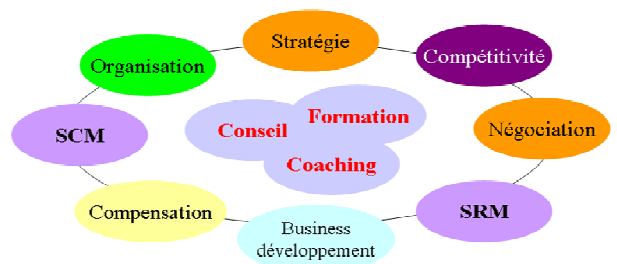 Stratégie
Organisation
Compétitivité
Formation
Conseil
Négociation
SCM
Coaching
Compensation
SRM
Business
développement